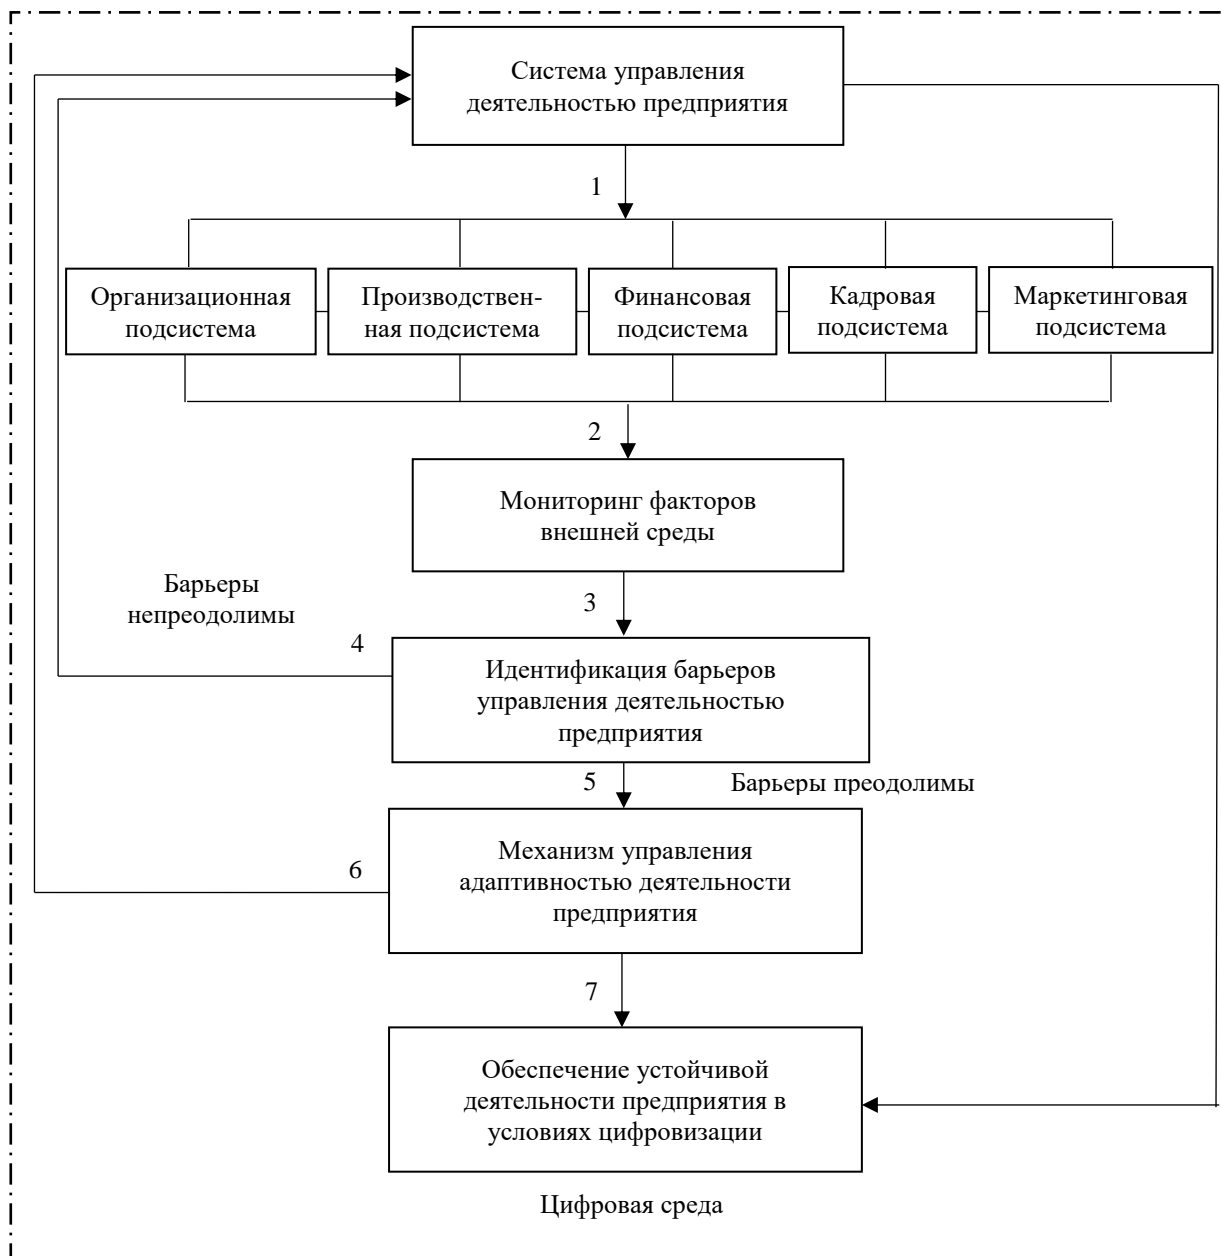 Система управления
деятельностью предприятия
1
Организационная
подсистема
Производствен-
ная подсистема
Финансовая
подсистема
Кадровая
подсистема
Маркетинговая
подсистема
2
Мониторинг факторов
внешней среды
Барьеры
непреодолимы
3
4
Идентификация барьеров
управления деятельностью
предприятия
5
Барьеры преодолимы
6
Механизм управления
адаптивностью деятельности
предприятия
7
Обеспечение устойчивой
деятельности предприятия в
условиях цифровизации
Цифровая среда